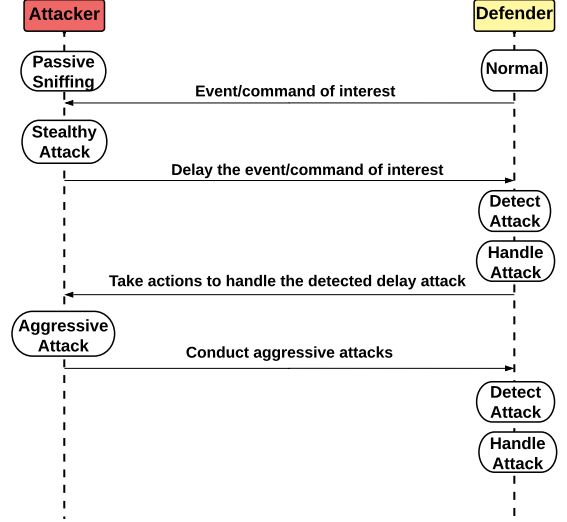 Attacker
Defender
Passive
Sniffing
Normal
Event/command of interest
Stealthy
Attack
Delay the event/command of interest
Detect
Attack
Handle
Attack
Take actions to handle the detected delay attack
Aggressive
Attack
Conduct aggressive attacks
Detect
Attack
Handle
Attack